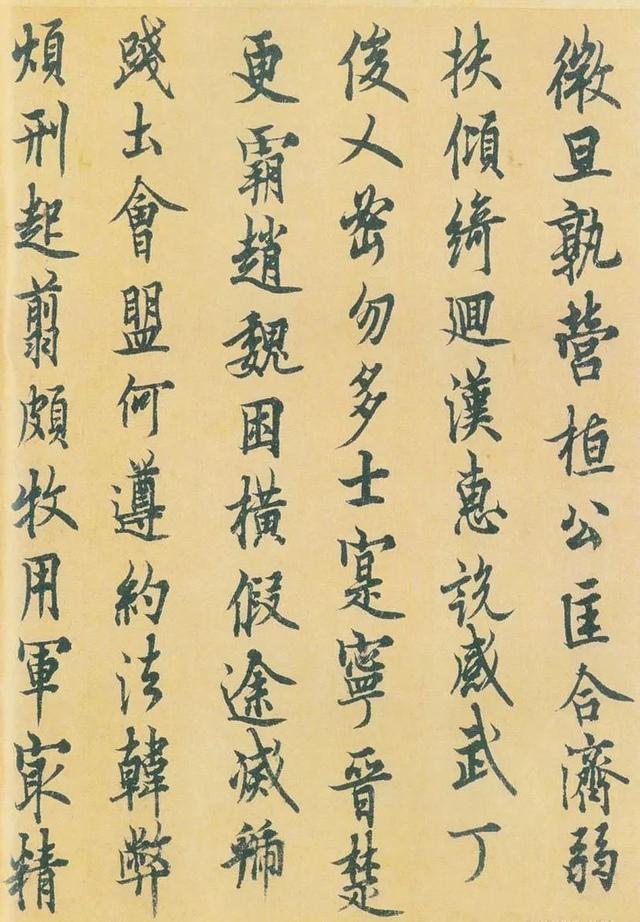 微旦孰營桓公匡合濟弱
扶傾綺迴漢惠說感武丁
俊乂密勿多士寔寧晉楚
更霸趙魏困橫假途滅虢
踐土會盟何遵約法韓弊
煩刑起翦頗牧用軍最精